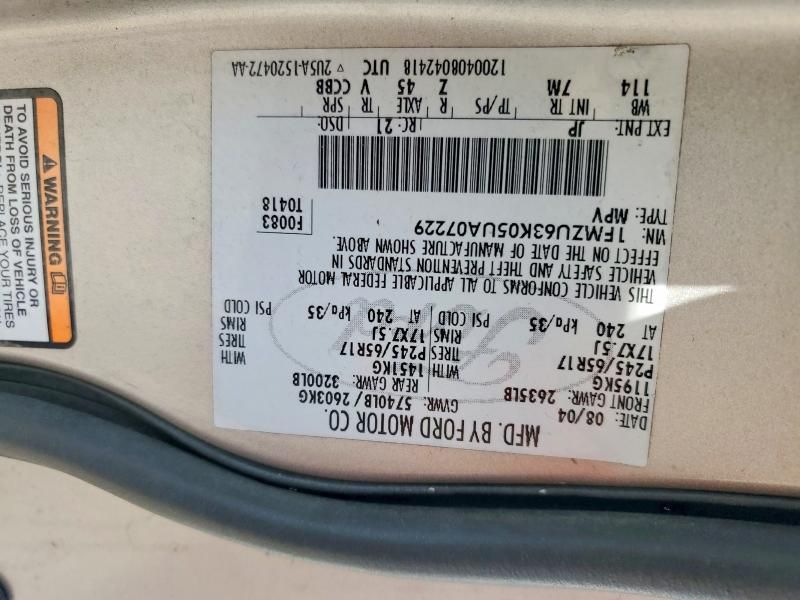 MFD. BY FORD MOTOR CO.
DATE: 08/04
GVWR: 5740LB/ 2603KG
FRONT GAWR: 2635LB
REAR GAWR: 3200LB
1195KG
WITH
1451KG
WITH
P245/65R17
TIRES
P245/65R17
TIRES
17X7.5J
RIMS
17X7.5J
RIMS
AT 240 kPa/35 PSI COLD
AT 240 kPa/35 PSI COLD
Ford
THIS VEHICLE CONFORMS TO ALL APPLICABLE FEDERAL MOTOR
VEHICLE SAFETY AND THEFT PREVENTION STANDARDS IN
EFFECT ON THE DATE OF MANUFACTURE SHOWN ABOVE.
VIN: 1FMZU63K05UA07229
TYPE: MPV
F0083
T0418
EXT PNT: JP RC: 21 DSO:
WB INT TR TP/PS R AXLE TR SPR
114 7M Z 45 V CCBB
1200408042418 UTC ▽ 2U5A-1520472-AA
WARNING
TO AVOID SERIOUS INJURY OR
DEATH FROM LOSS OF VEHICLE
REPLACE YOUR TIRES